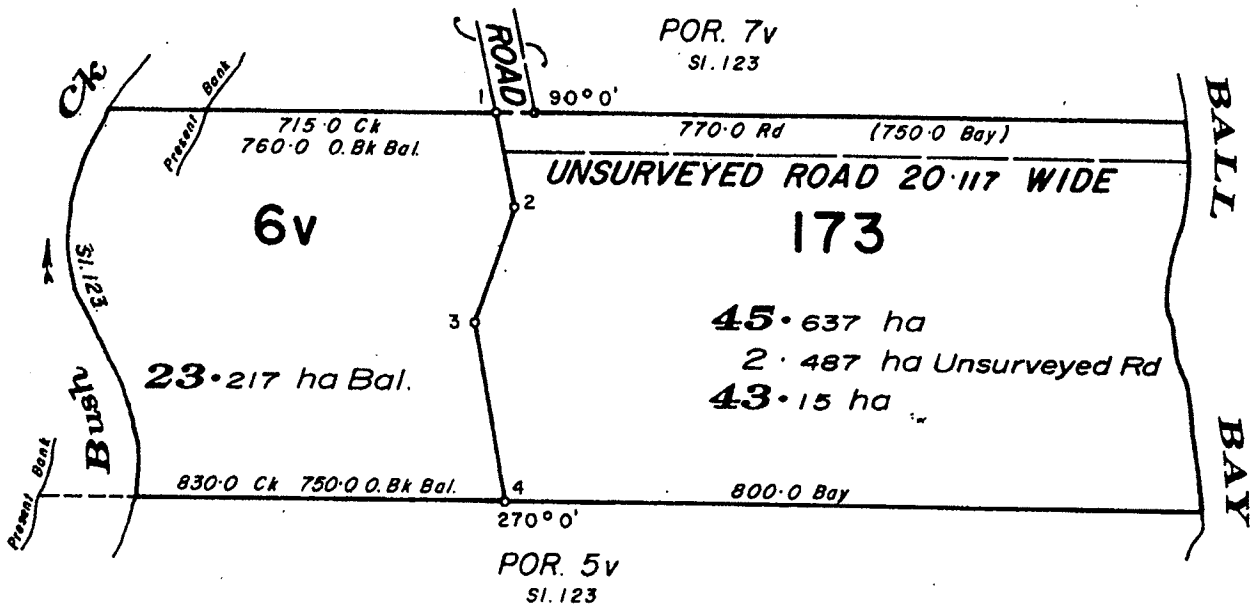 POR. 7v
SI. 123
ROAD
Ck
Present Bank
1
90° 0'
715·0 Ck
760·0 O.Bk Bal.
770·0 Rd (750·0 Bay)
UNSURVEYED ROAD 20·117 WIDE
BALL
2
6v
173
SI. 123
3
45·637 ha
2·487 ha Unsurveyed Rd
43·15 ha
23·217 ha Bal.
Bush
BAY
Present Bank
830·0 Ck 750·0 O.Bk Bal.
4
800·0 Bay
270° 0'
POR. 5v
SI. 123